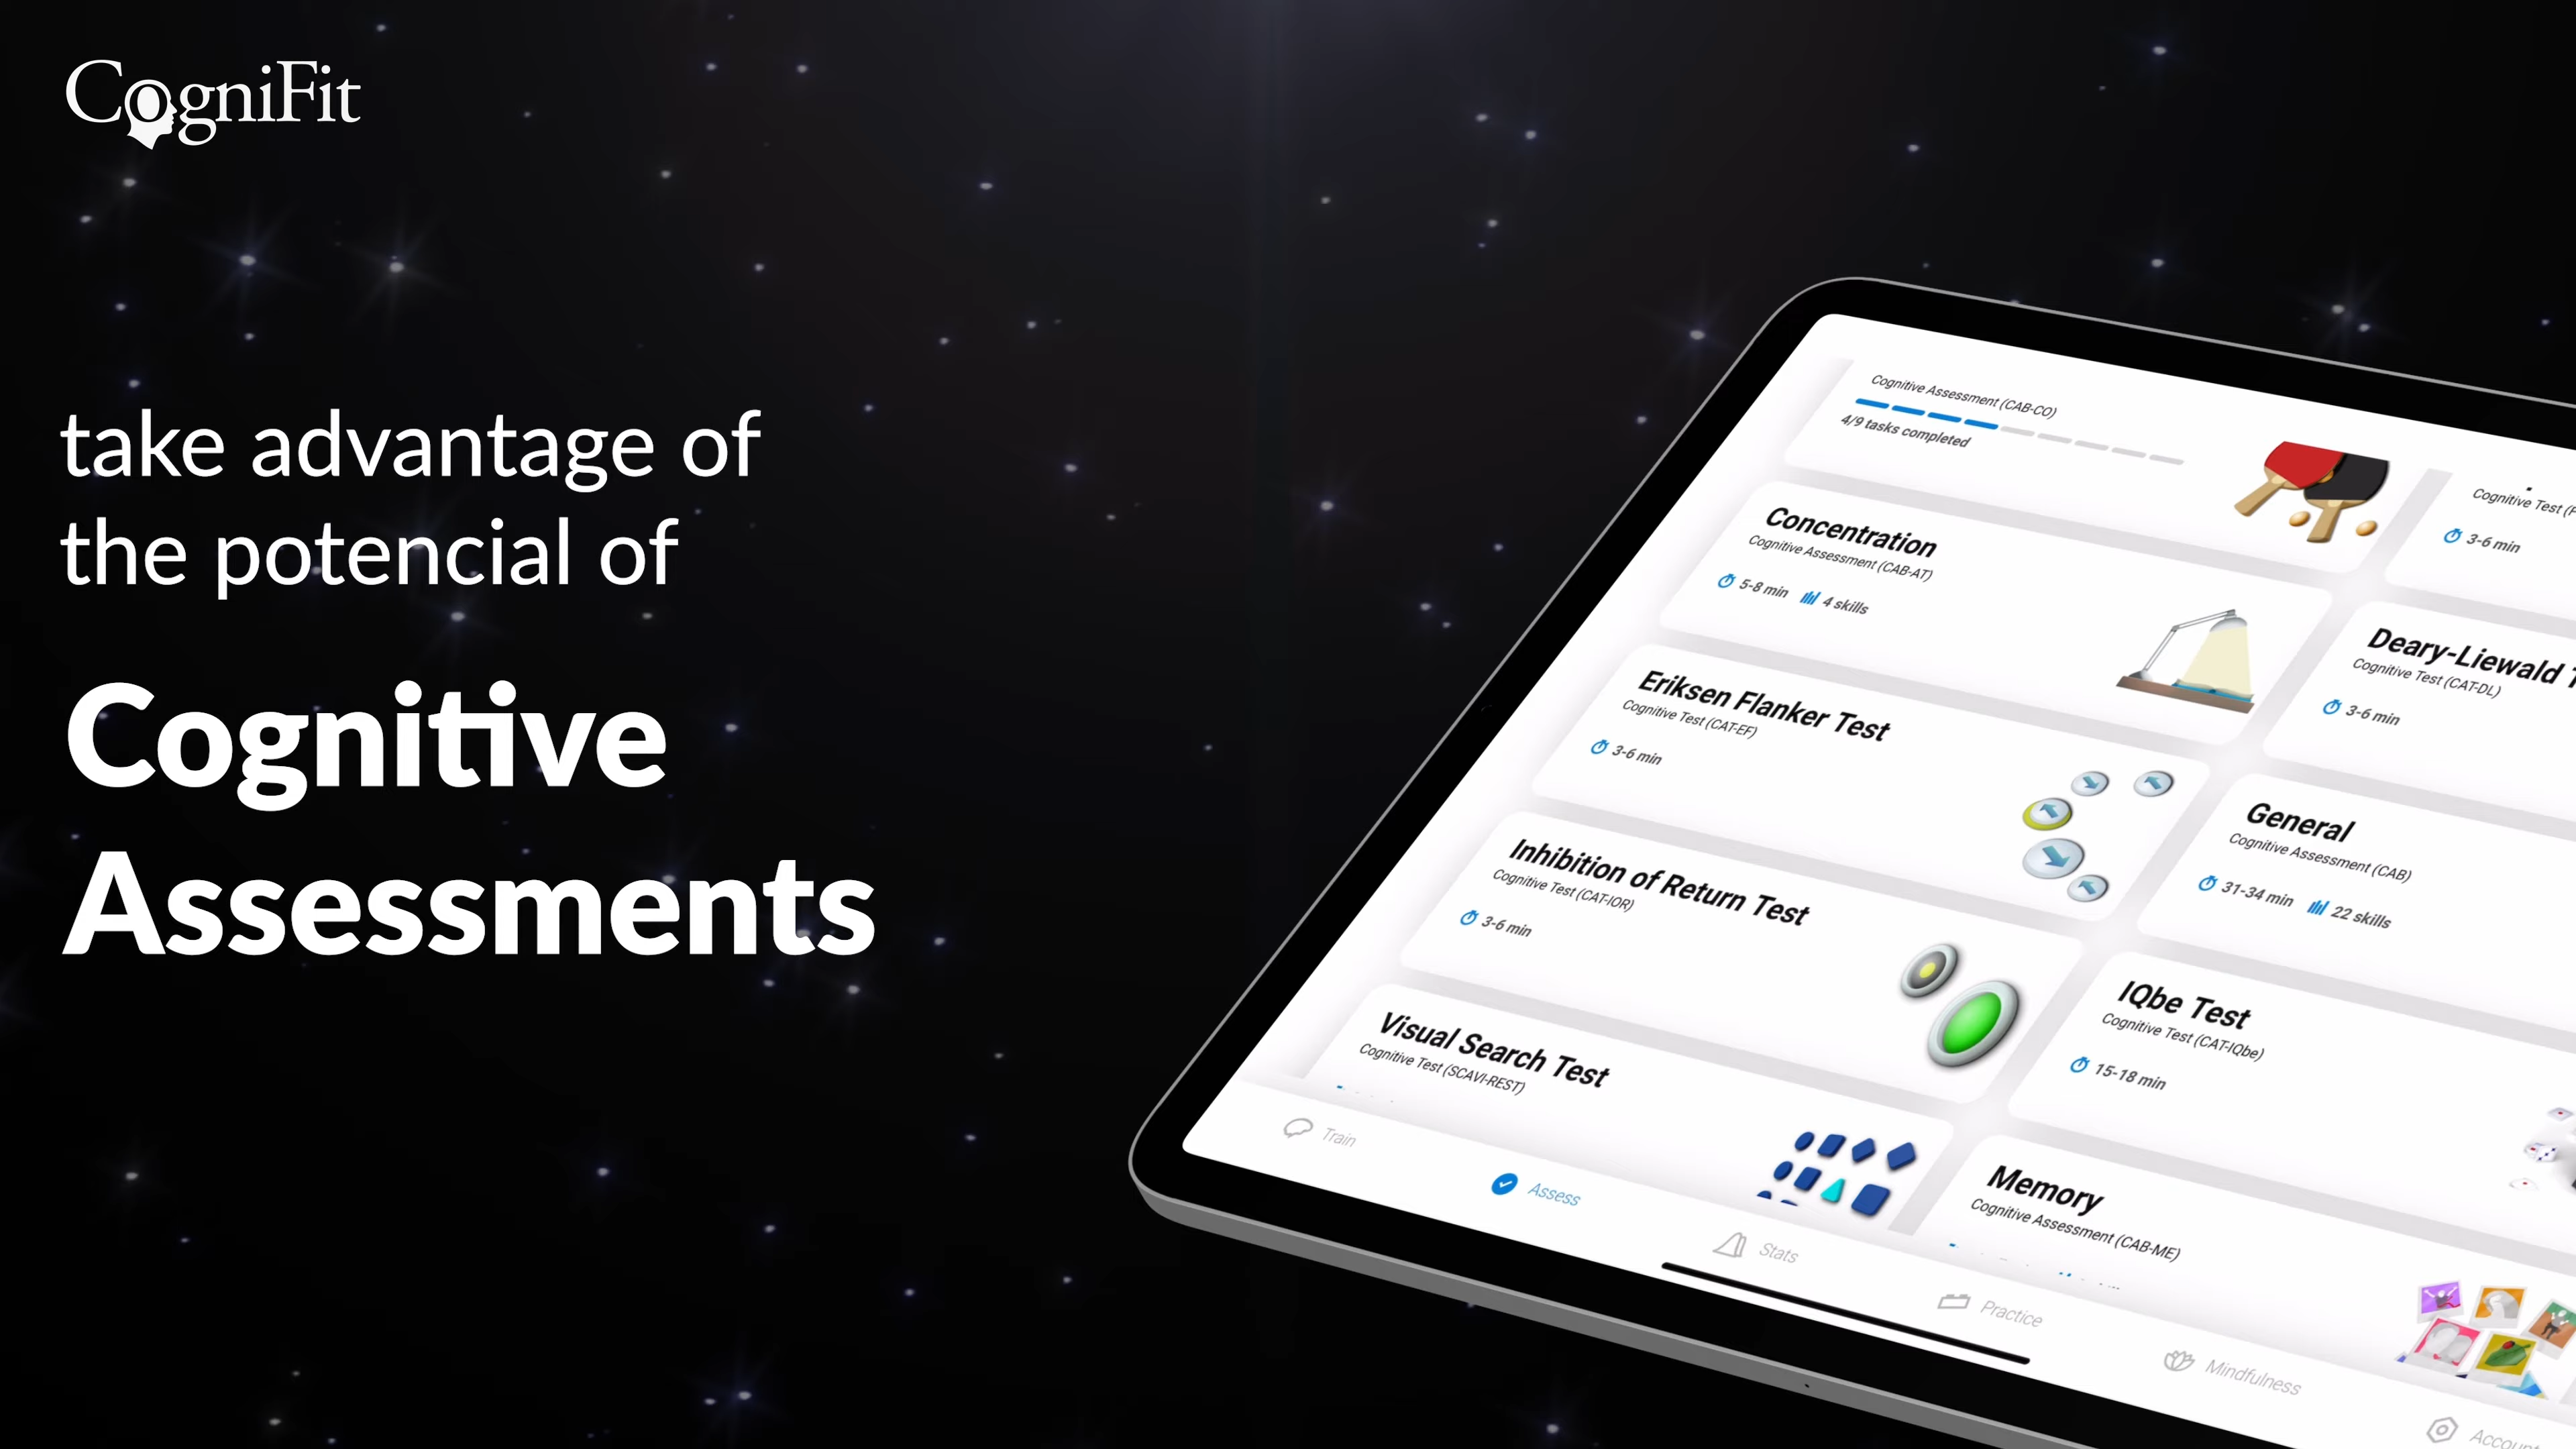 CogniFit
take advantage of
the potencial of
Cognitive
Assessments
Cognitive Assessment (CAB-CO)
4/9 tasks completed
Concentration
Cognitive Assessment (CAB-AT)
5-8 min 4 skills
Eriksen Flanker Test
Cognitive Test (CAT-EF)
3-6 min
Inhibition of Return Test
Cognitive Test (CAT-IOR)
3-6 min
Visual Search Test
Cognitive Test (SCAVI-REST)
Cognitive Test
3-6 min
Deary-Liewald
Cognitive Test (CAT-DL)
3-6 min
General
Cognitive Assessment (CAB)
31-34 min 22 skills
IQbe Test
Cognitive Test (CAT-IQbe)
15-18 min
Memory
Cognitive Assessment (CAB-ME)
Train
Assess
Stats
Practice
Mindfulness
Account